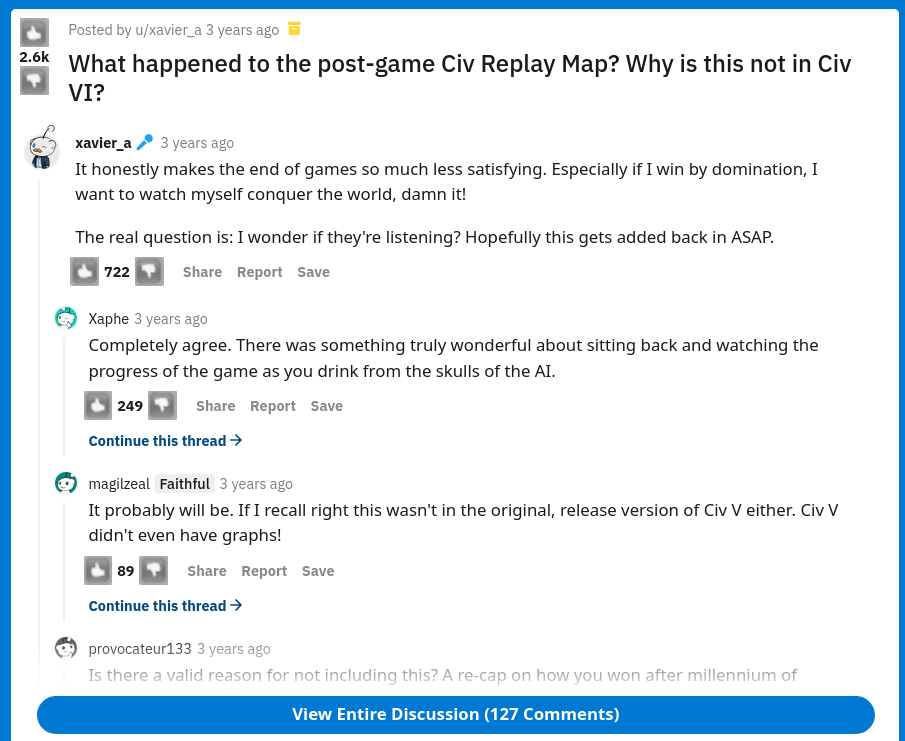 Posted by u/xavier_a 3 years ago
2.6k
What happened to the post-game Civ Replay Map? Why is this not in Civ
VI?
xavier_a 3 years ago
It honestly makes the end of games so much less satisfying. Especially if I win by domination, I
want to watch myself conquer the world, damn it!
The real question is: I wonder if they're listening? Hopefully this gets added back in ASAP.
722 Share Report Save
Xaphe 3 years ago
Completely agree. There was something truly wonderful about sitting back and watching the
progress of the game as you drink from the skulls of the AI.
249 Share Report Save
Continue this thread →
magilzeal Faithful 3 years ago
It probably will be. If I recall right this wasn't in the original, release version of Civ V either. Civ V
didn't even have graphs!
89 Share Report Save
Continue this thread →
provocateur133 3 years ago
Is there a valid reason for not including this? A re-cap on how you won after millennium of
View Entire Discussion (127 Comments)